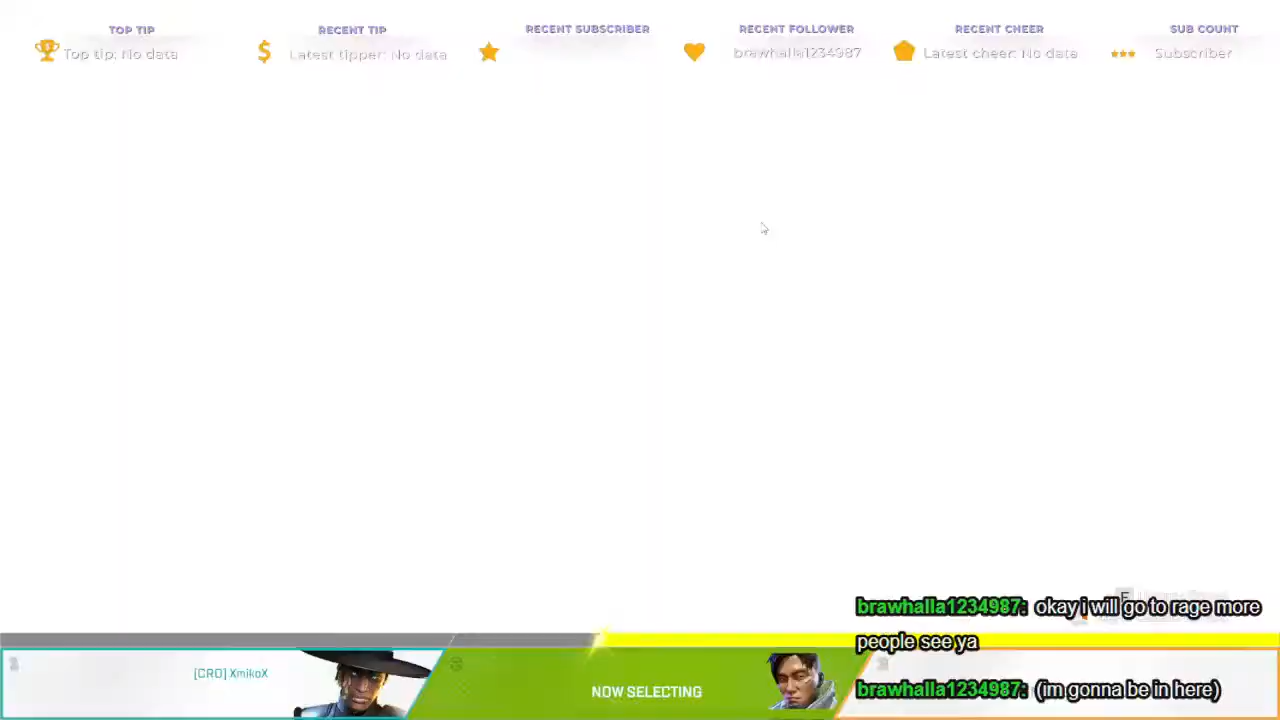 TOP TIP
Top tip: No data
RECENT TIP
Latest tipper: No data
RECENT SUBSCRIBER
RECENT FOLLOWER
brawhalla1234987
RECENT CHEER
Latest cheer: No data
SUB COUNT
Subscriber
brawhalla1234987: okay i will go to rage more
people see ya
brawhalla1234987: (im gonna be in here)
[CRO] XmikoX
NOW SELECTING